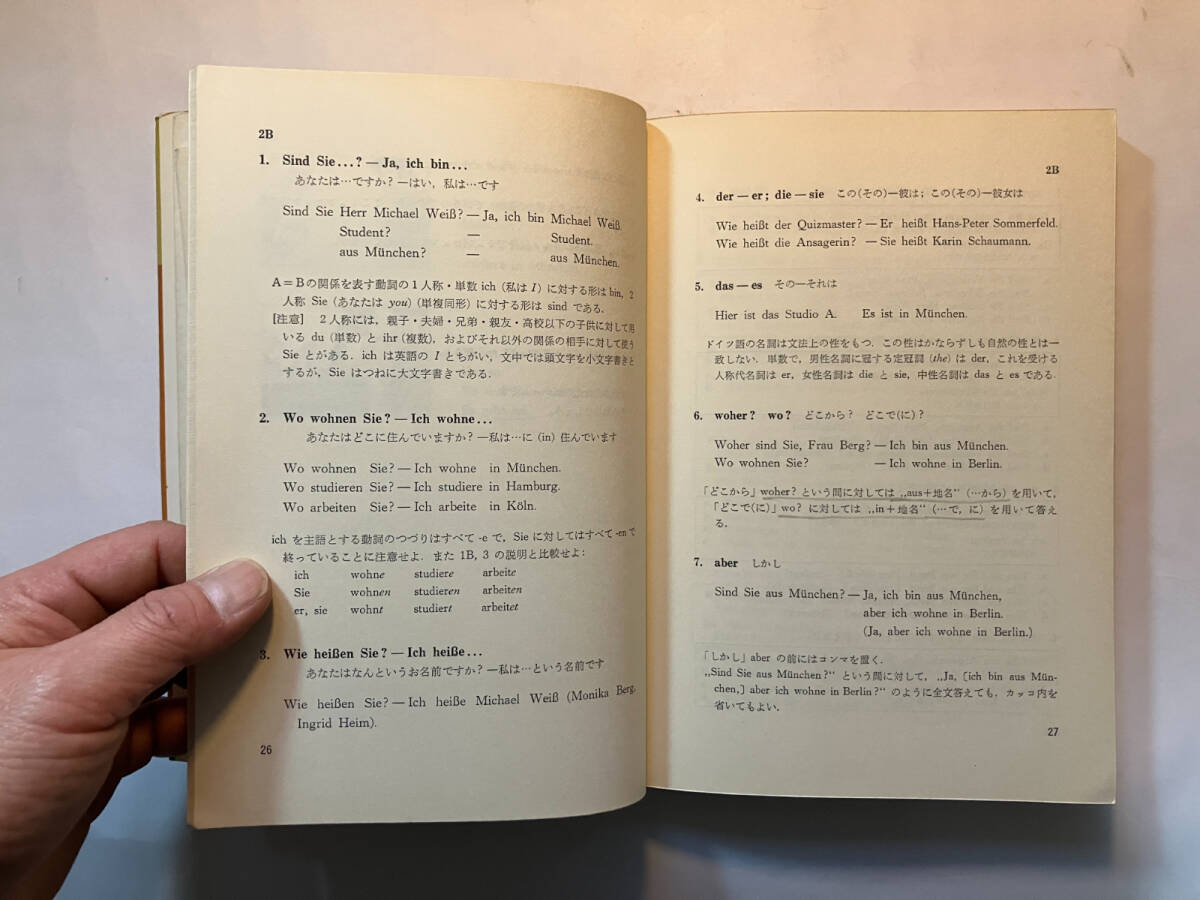 2B
1. Sind Sie...? — Ja, ich bin...
あなたは…ですか? —はい, 私は…です
Sind Sie Herr Michael Weiß? — Ja, ich bin Michael Weiß.
Student? — Student.
aus München? — aus München.
A=Bの関係を表す動詞の1人称・単数 ich (私は I) に対する形は bin, 2
人称 Sie (あなたは you) (単複同形) に対する形は sind である.
[注意] 2人称には, 親子・夫婦・兄弟・親友・高校以下の子供に対して用
いる du (単数) と ihr (複数), およびそれ以外の関係の相手に対して使う
Sie とがある. ich は英語の I とちがい, 文中では頭文字を小文字書きと
するが, Sie はつねに大文字書きである.
2. Wo wohnen Sie? — Ich wohne...
あなたはどこに住んでいますか? —私は…に (in) 住んでいます
Wo wohnen Sie? — Ich wohne in München.
Wo studieren Sie? — Ich studiere in Hamburg.
Wo arbeiten Sie? — Ich arbeite in Köln.
ich を主語とする動詞のつづりはすべて -e で, Sie に対してはすべて -en で
終っていることに注意せよ. また 1B, 3 の説明と比較せよ:
ich wohne studiere arbeite
Sie wohnen studieren arbeiten
er, sie wohnt studiert arbeitet
3. Wie heißen Sie? — Ich heiße...
あなたはなんというお名前ですか? —私は…という名前です
Wie heißen Sie? — Ich heiße Michael Weiß (Monika Berg,
Ingrid Heim).
26
2B
4. der — er; die — sie この(その)—彼は; この(その)—彼女は
Wie heißt der Quizmaster? — Er heißt Hans-Peter Sommerfeld.
Wie heißt die Ansagerin? — Sie heißt Karin Schaumann.
5. das — es その—それは
Hier ist das Studio A. Es ist in München.
ドイツ語の名詞は文法上の性をもつ. この性はかならずしも自然の性とは一
致しない. 単数で, 男性名詞に冠する定冠詞 (the) は der, これを受ける
人称代名詞は er, 女性名詞は die と sie, 中性名詞は das と es である.
6. woher? wo? どこから? どこで(に)?
Woher sind Sie, Frau Berg? — Ich bin aus München.
Wo wohnen Sie? — Ich wohne in Berlin.
「どこから」woher? という問に対しては „aus+地名“ (…から) を用いて,
「どこで(に)」wo? に対しては „in+地名“ (…で, に) を用いて答え
る.
7. aber しかし
Sind Sie aus München? — Ja, ich bin aus München,
aber ich wohne in Berlin.
(Ja, aber ich wohne in Berlin.)
「しかし」aber の前にはコンマを置く.
„Sind Sie aus München?“ という問に対して, „Ja, [ich bin aus Mün-
chen,] aber ich wohne in Berlin?“ のように全文答えても, カッコ内を
省いてもよい.
27